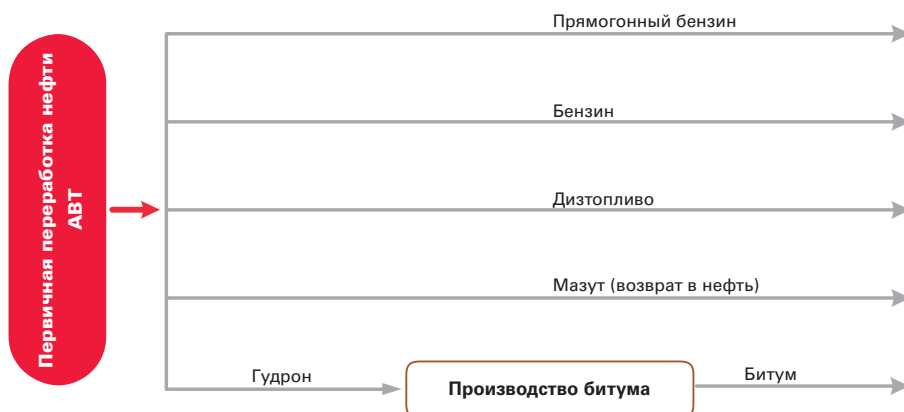 Первичная переработка нефти
АВТ
Прямогонный бензин
Бензин
Дизтопливо
Мазут (возврат в нефть)
Гудрон
Производство битума
Битум